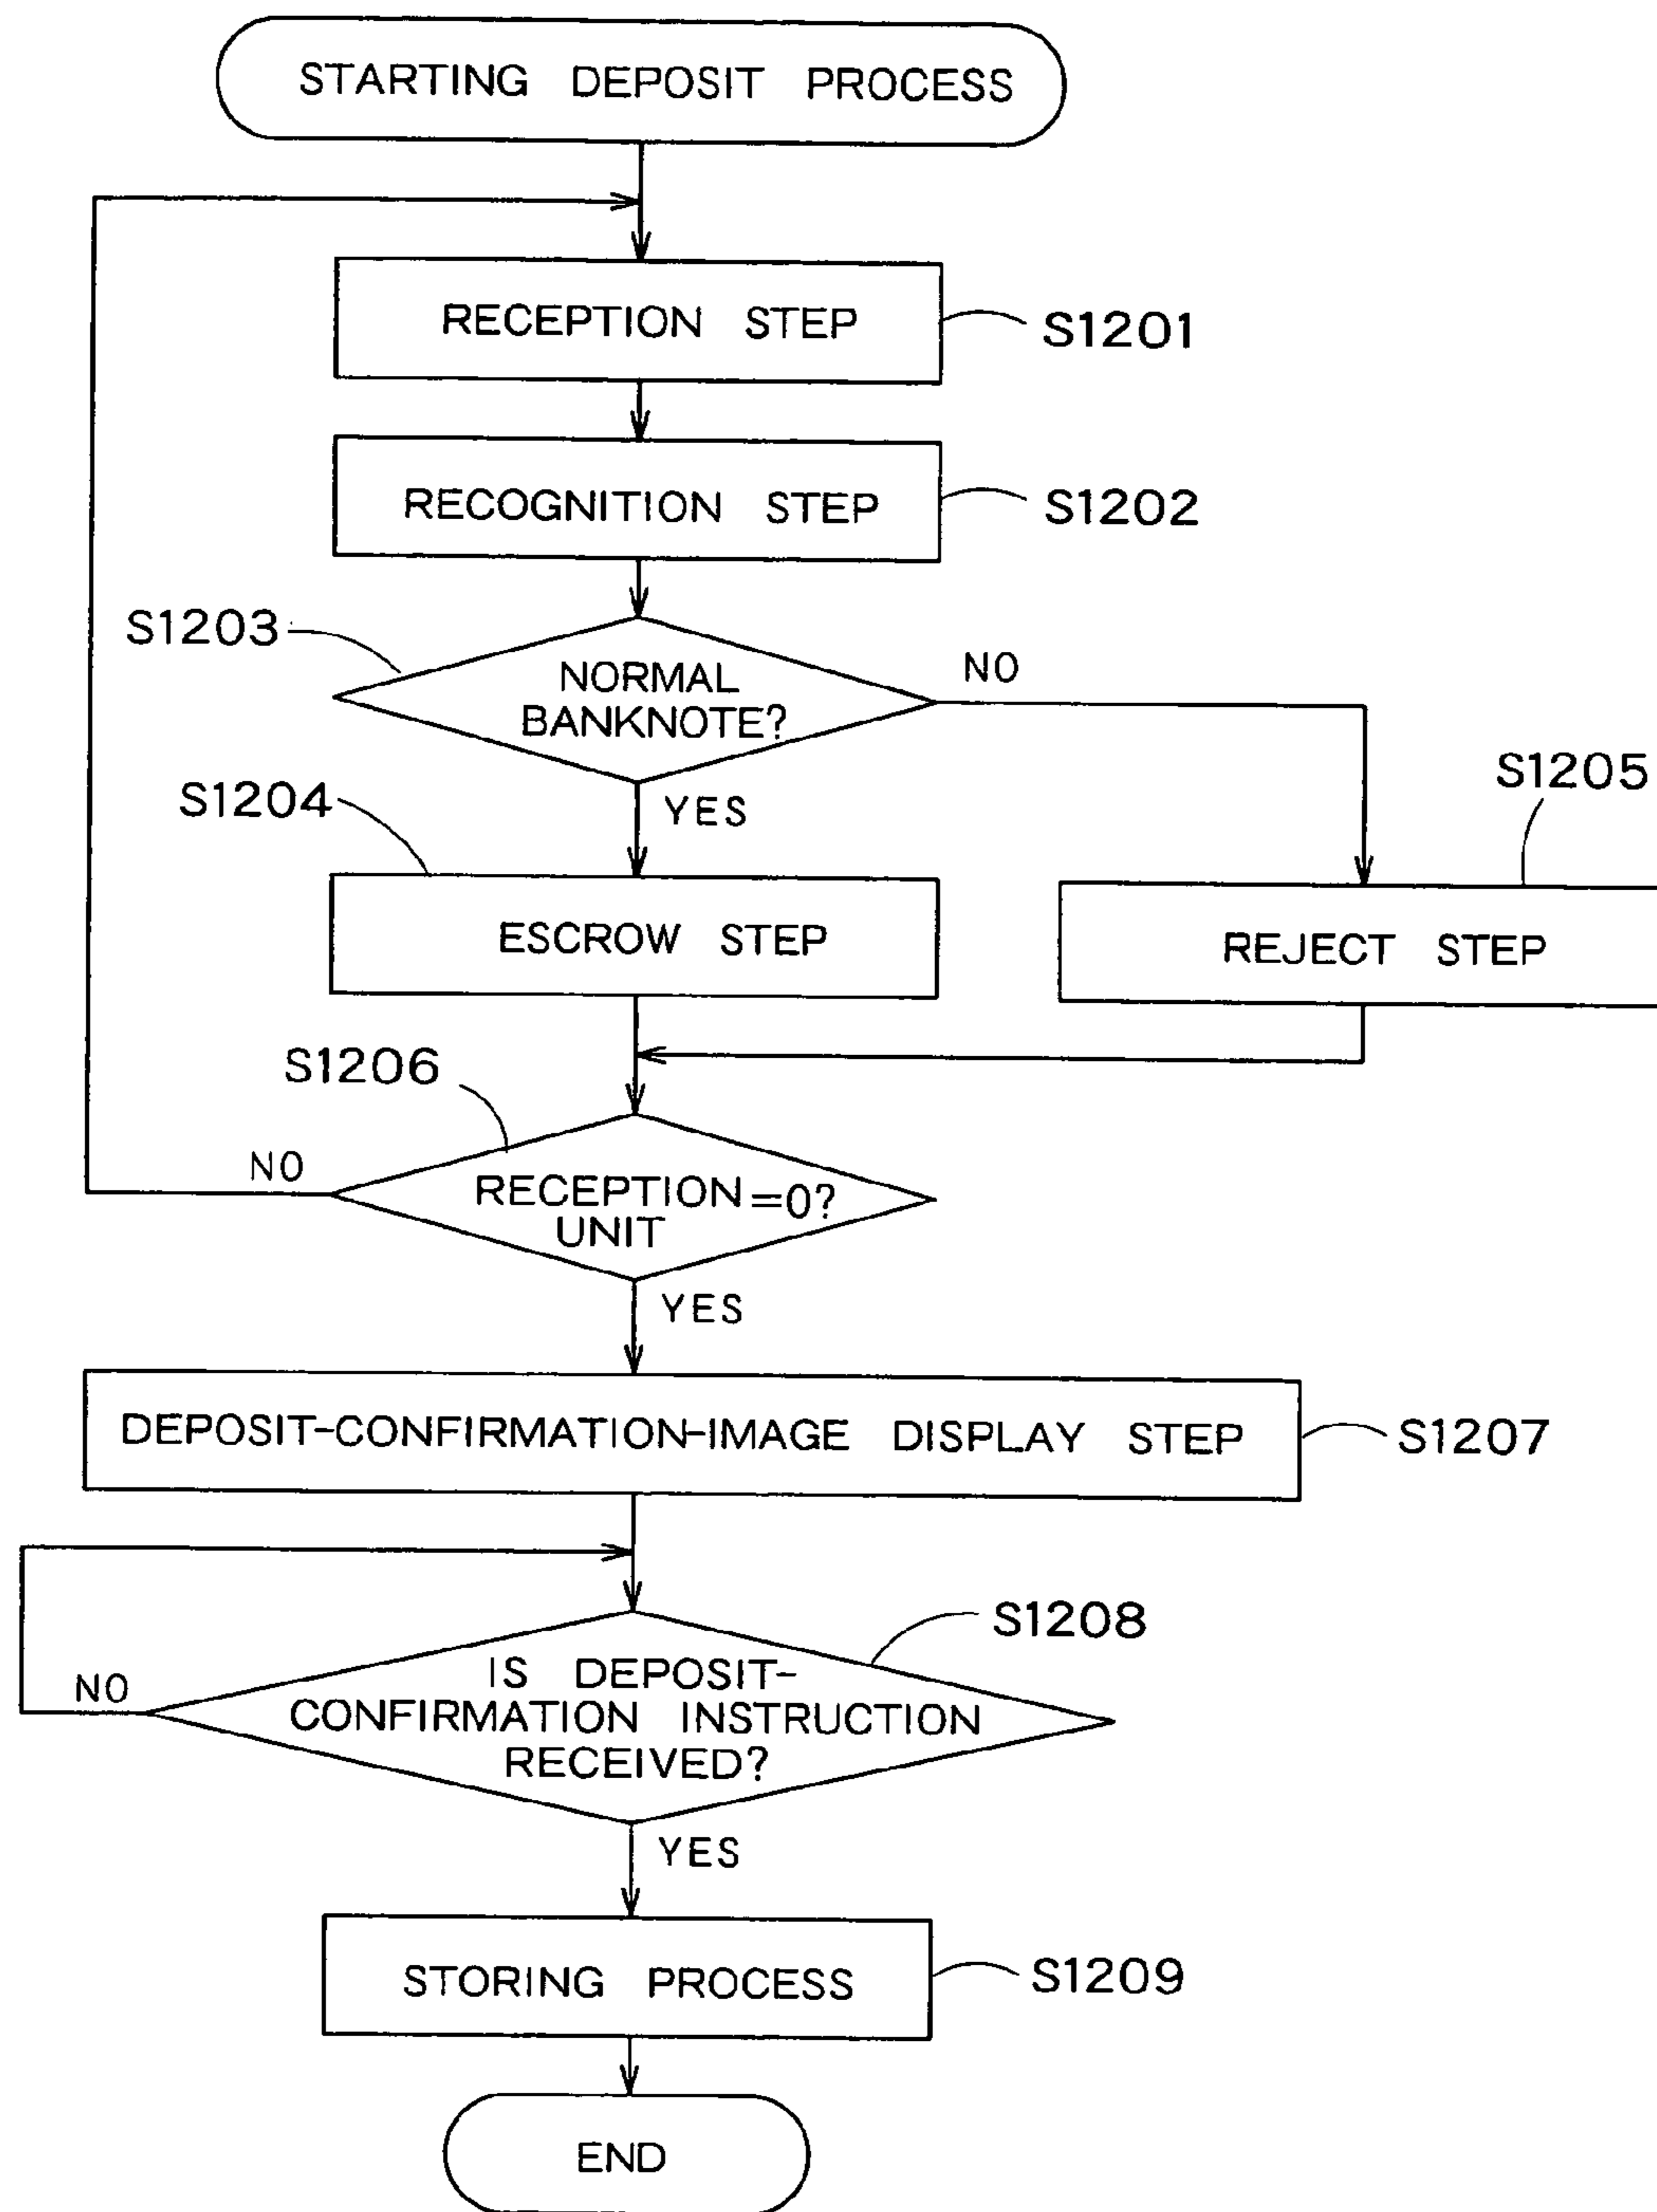 STARTING DEPOSIT PROCESS
RECEPTION STEP
S1201
RECOGNITION STEP
S1202
S1203
NORMAL
BANKNOTE?
NO
S1204
YES
S1205
ESCROW STEP
REJECT STEP
S1206
NO
RECEPTION =0?
UNIT
YES
DEPOSIT-CONFIRMATION-IMAGE DISPLAY STEP
S1207
S1208
NO
IS DEPOSIT-
CONFIRMATION INSTRUCTION
RECEIVED?
YES
STORING PROCESS
S1209
END